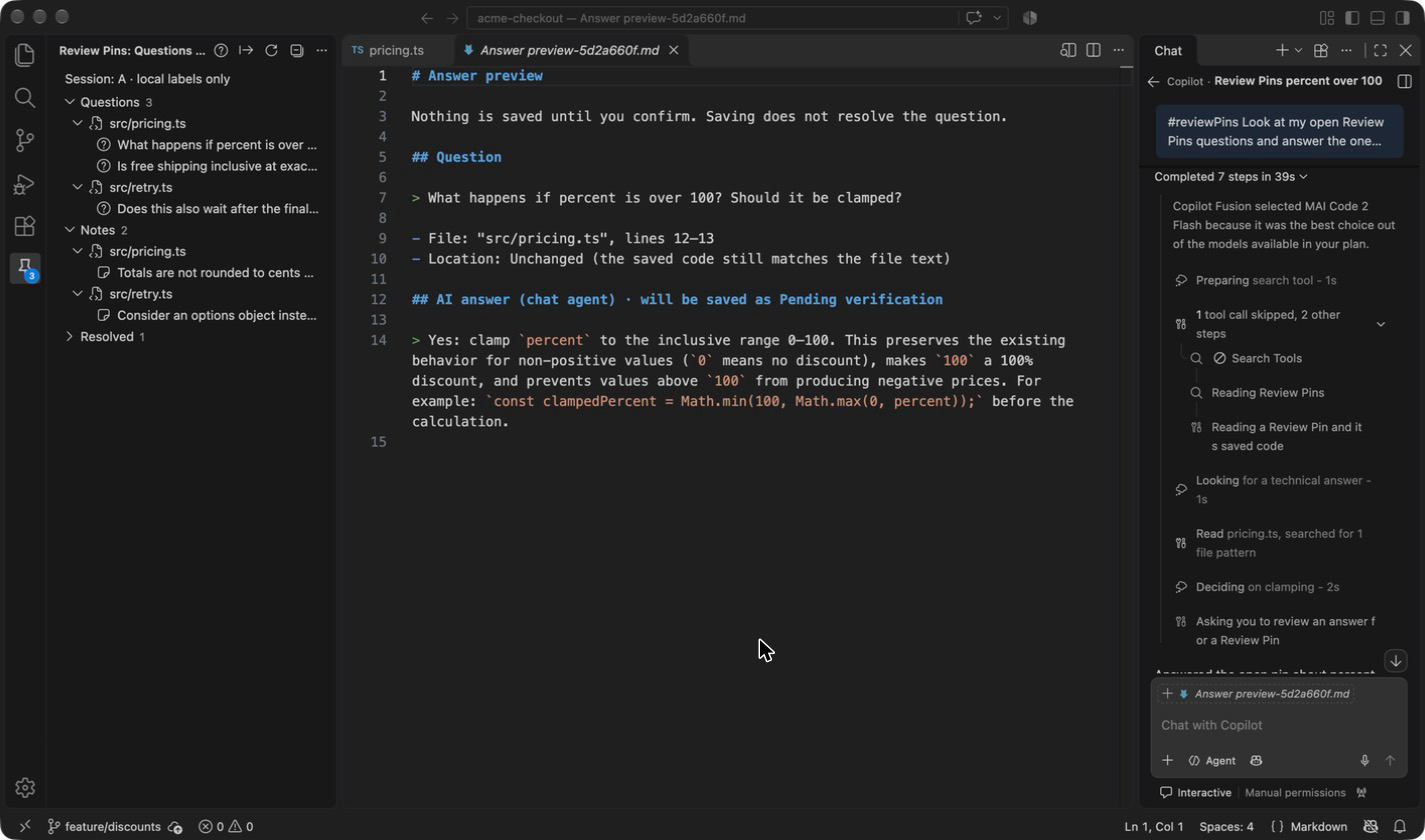 acme-checkout — Answer preview-5d2a660f.md
Review Pins: Questions ...
Session: A · local labels only
Questions 3
src/pricing.ts
What happens if percent is over ...
Is free shipping inclusive at exac...
src/retry.ts
Does this also wait after the final...
Notes 2
src/pricing.ts
Totals are not rounded to cents ...
src/retry.ts
Consider an options object inste...
Resolved 1
3
TS pricing.ts
Answer preview-5d2a660f.md
1 # Answer preview
2
3 Nothing is saved until you confirm. Saving does not resolve the question.
4
5 ## Question
6
7 > What happens if percent is over 100? Should it be clamped?
8
9 – File: "src/pricing.ts", lines 12–13
10 – Location: Unchanged (the saved code still matches the file text)
11
12 ## AI answer (chat agent) · will be saved as Pending verification
13
14 > Yes: clamp `percent` to the inclusive range 0–100. This preserves the existing
behavior for non-positive values (`0` means no discount), makes `100` a 100%
discount, and prevents values above `100` from producing negative prices. For
example: `const clampedPercent = Math.min(100, Math.max(0, percent));` before the
calculation.
15
Chat
Copilot · Review Pins percent over 100
#reviewPins Look at my open Review
Pins questions and answer the one...
Completed 7 steps in 39s
Copilot Fusion selected MAI Code 2
Flash because it was the best choice out
of the models available in your plan.
Preparing search tool - 1s
1 tool call skipped, 2 other
steps
Search Tools
Reading Review Pins
Reading a Review Pin and it
s saved code
Looking for a technical answer -
1s
Read pricing.ts, searched for 1
file pattern
Deciding on clamping - 2s
Asking you to review an answer f
or a Review Pin
Answered the open pin about percent
Answer preview-5d2a660f.md
Chat with Copilot
Agent
Interactive Manual permissions
feature/discounts 0 0
Ln 1, Col 1 Spaces: 4 { } Markdown